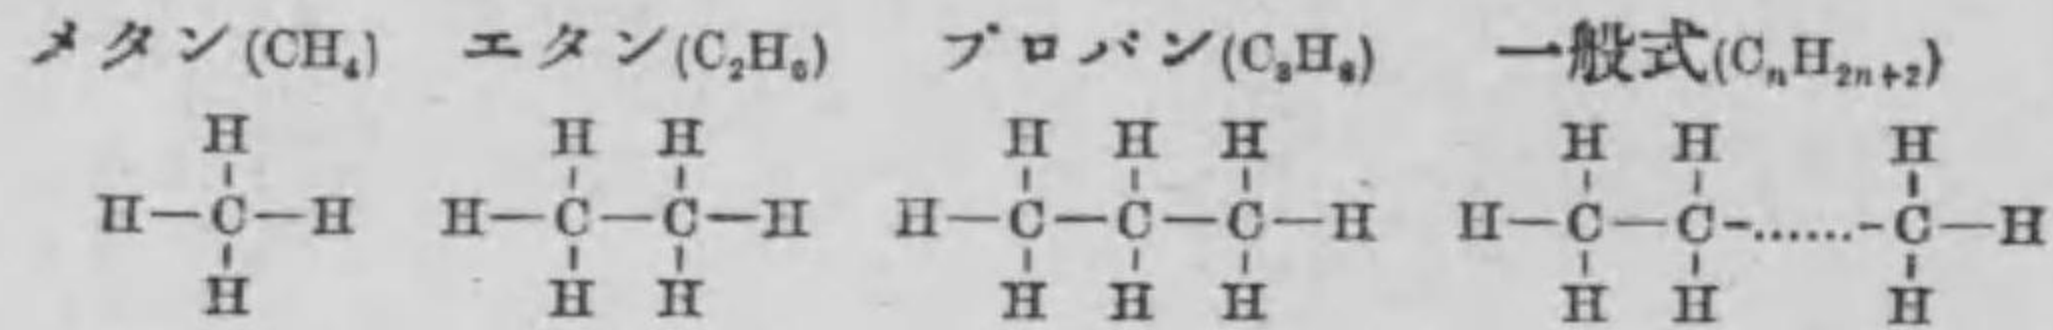 メタン(CH₄) エタン(C₂H₆) プロパン(C₃H₈) 一般式(CₙH₂ₙ₊₂)
H H H H H H H H H
H—C—H H—C—C—H H—C—C—C—H H—C—C-……-C—H
H H H H H H H H H